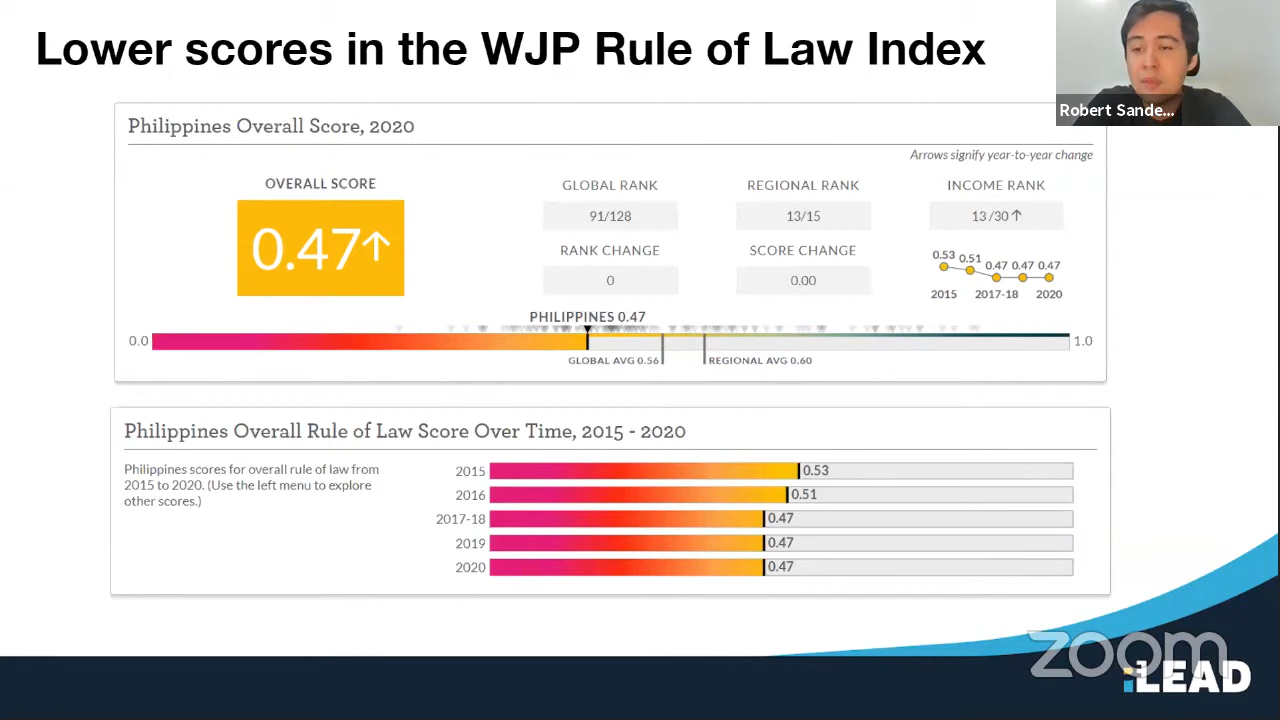 Lower scores in the WJP Rule of Law Index
Robert Sande...
Philippines Overall Score, 2020
Arrows signify year-to-year change
OVERALL SCORE
0.47↑
GLOBAL RANK
91/128
REGIONAL RANK
13/15
INCOME RANK
13/30↑
RANK CHANGE
0
SCORE CHANGE
0.00
0.53 0.51 0.47 0.47 0.47
2015 2017-18 2020
PHILIPPINES 0.47
0.0
1.0
GLOBAL AVG 0.56
REGIONAL AVG 0.60
Philippines Overall Rule of Law Score Over Time, 2015 - 2020
Philippines scores for overall rule of law from
2015 to 2020. (Use the left menu to explore
other scores.)
2015 0.53
2016 0.51
2017-18 0.47
2019 0.47
2020 0.47
zoom
iLEAD